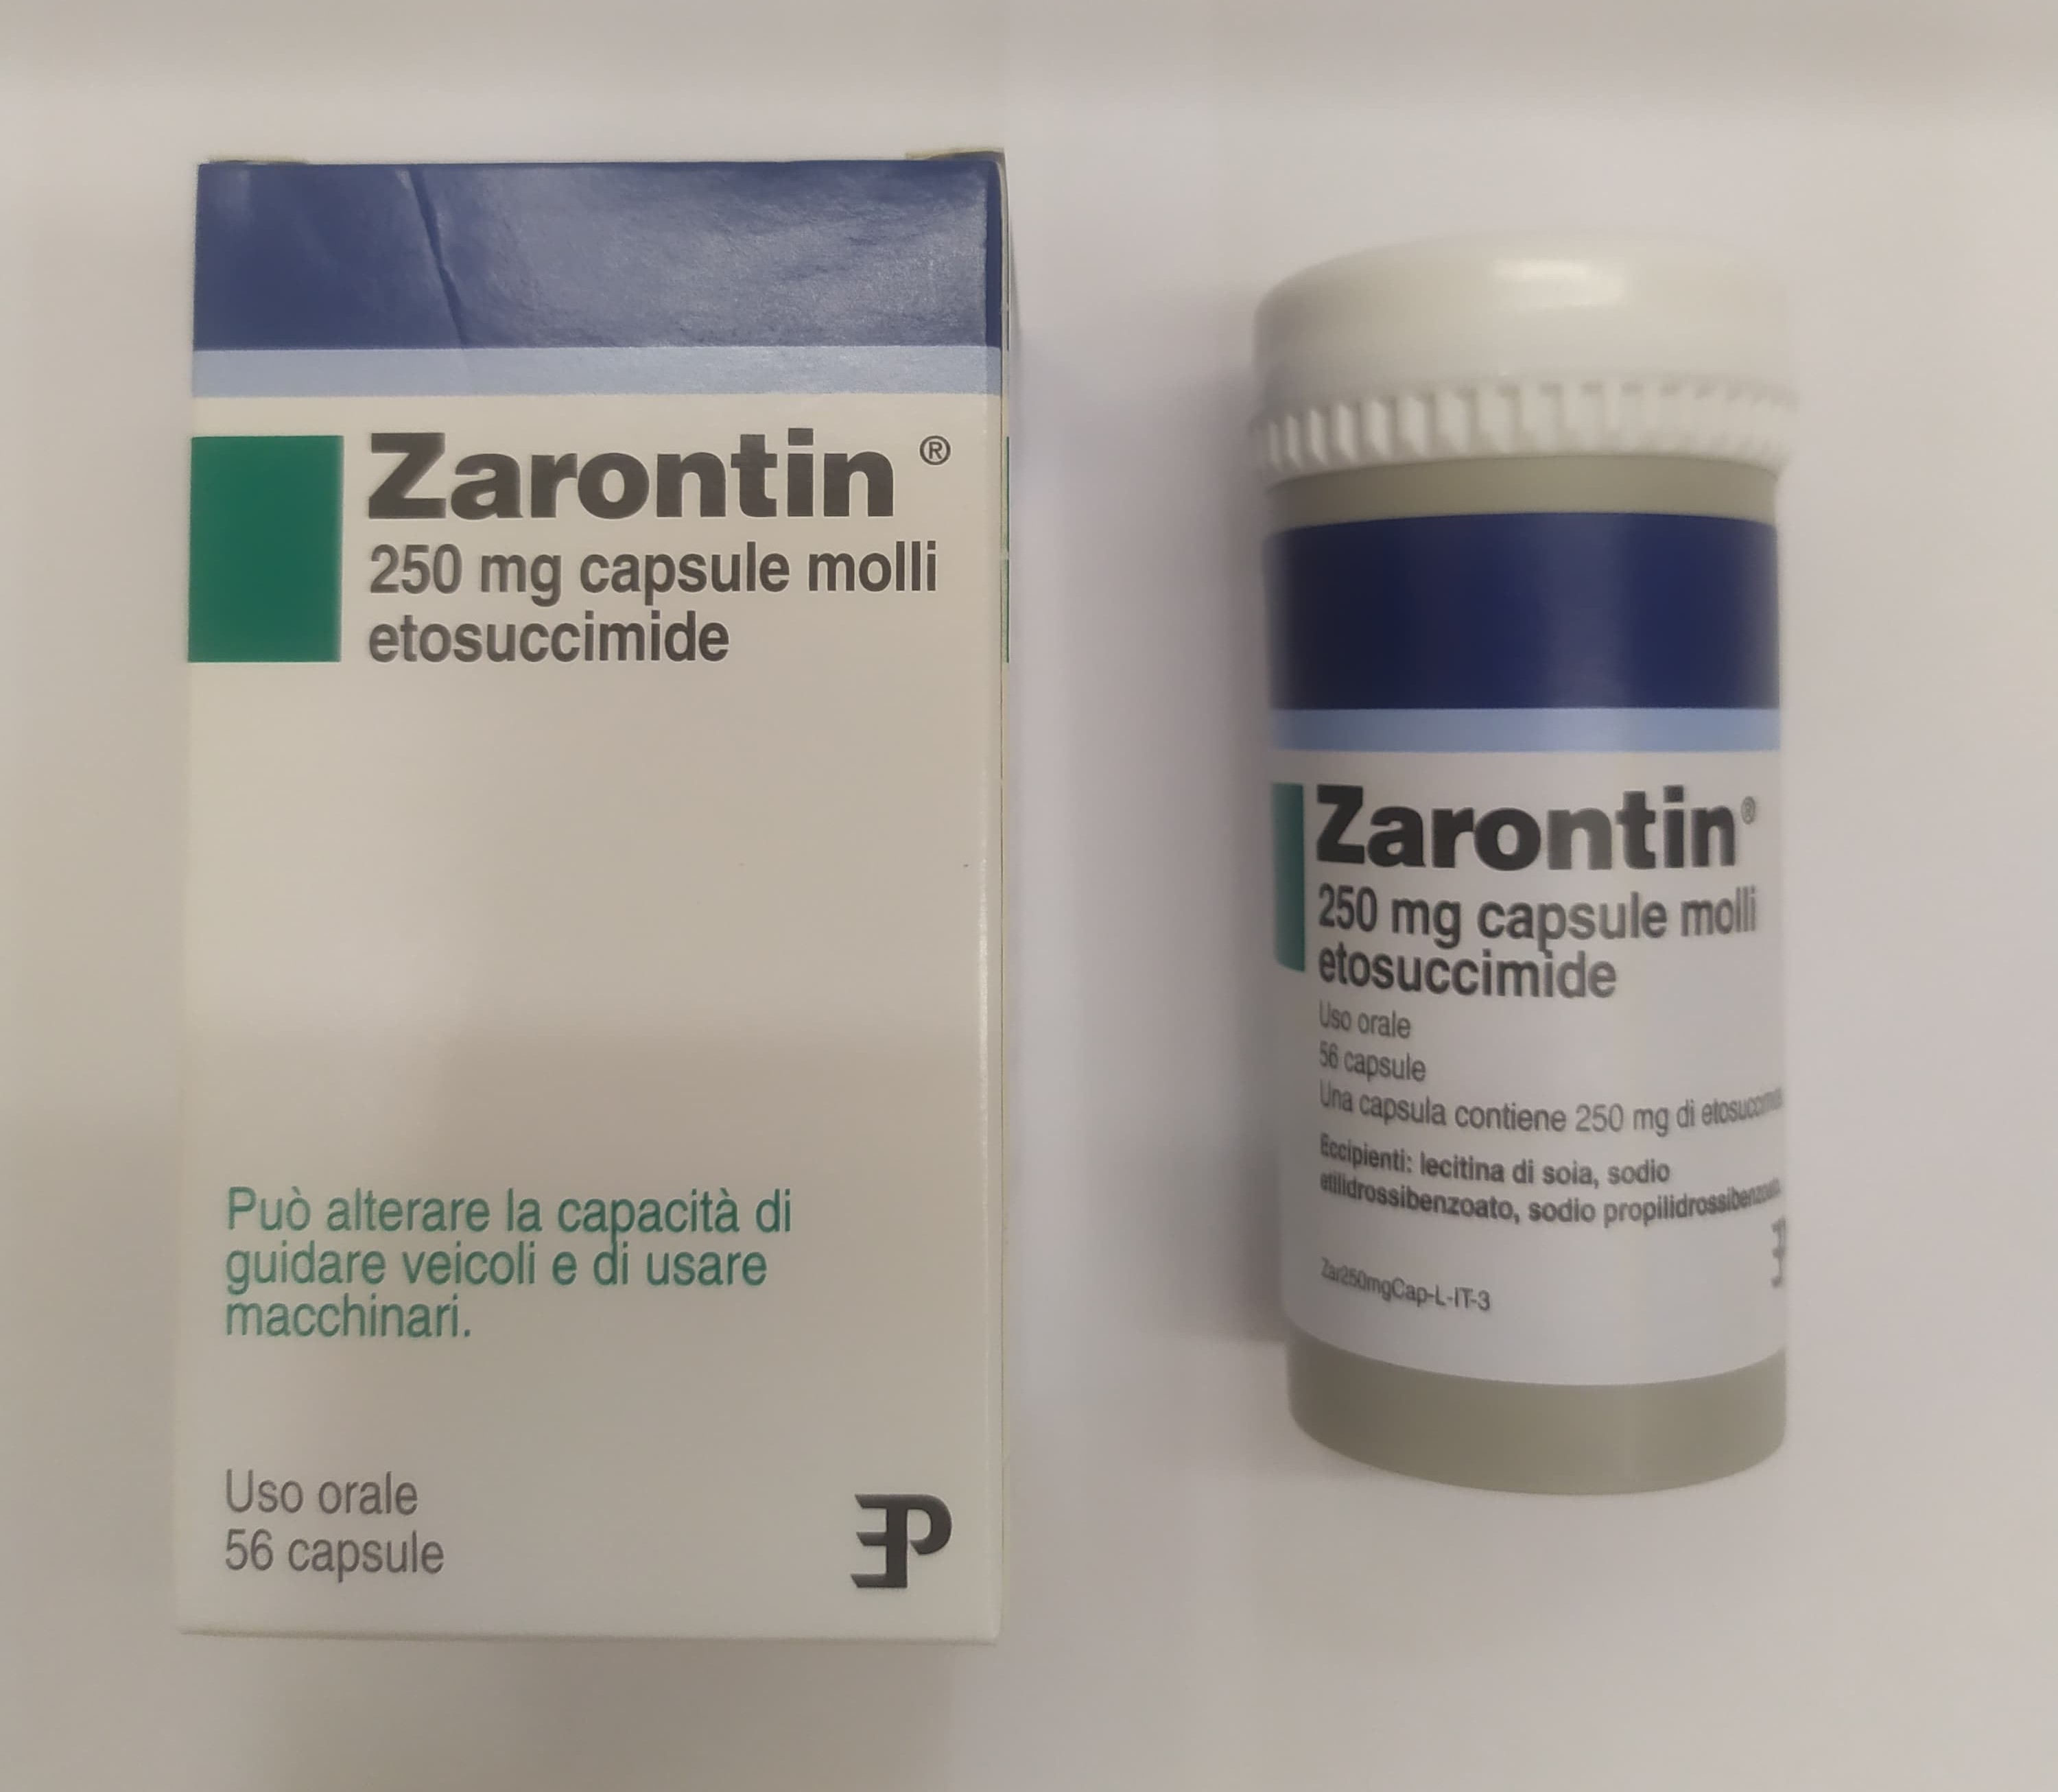 Zarontin ®
250 mg capsule molli
etosuccimide
Può alterare la capacità di
guidare veicoli e di usare
macchinari.
Uso orale
56 capsule
Zarontin®
250 mg capsule molli
etosuccimide
Uso orale
56 capsule
Una capsula contiene 250 mg di
Eccipienti: lecitina di soia, sodio
etilidrossibenzoato, sodio propilidrossibenzoato
Zar250mgCap-L-IT-3